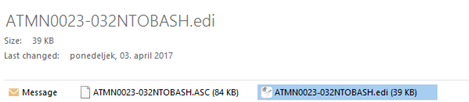 ATMN0023-032NTOBASH.edi
Size: 39 KB
Last changed: ponedeljek, 03. april 2017
Message ATMN0023-032NTOBASH.ASC (84 KB) ATMN0023-032NTOBASH.edi (39 KB)